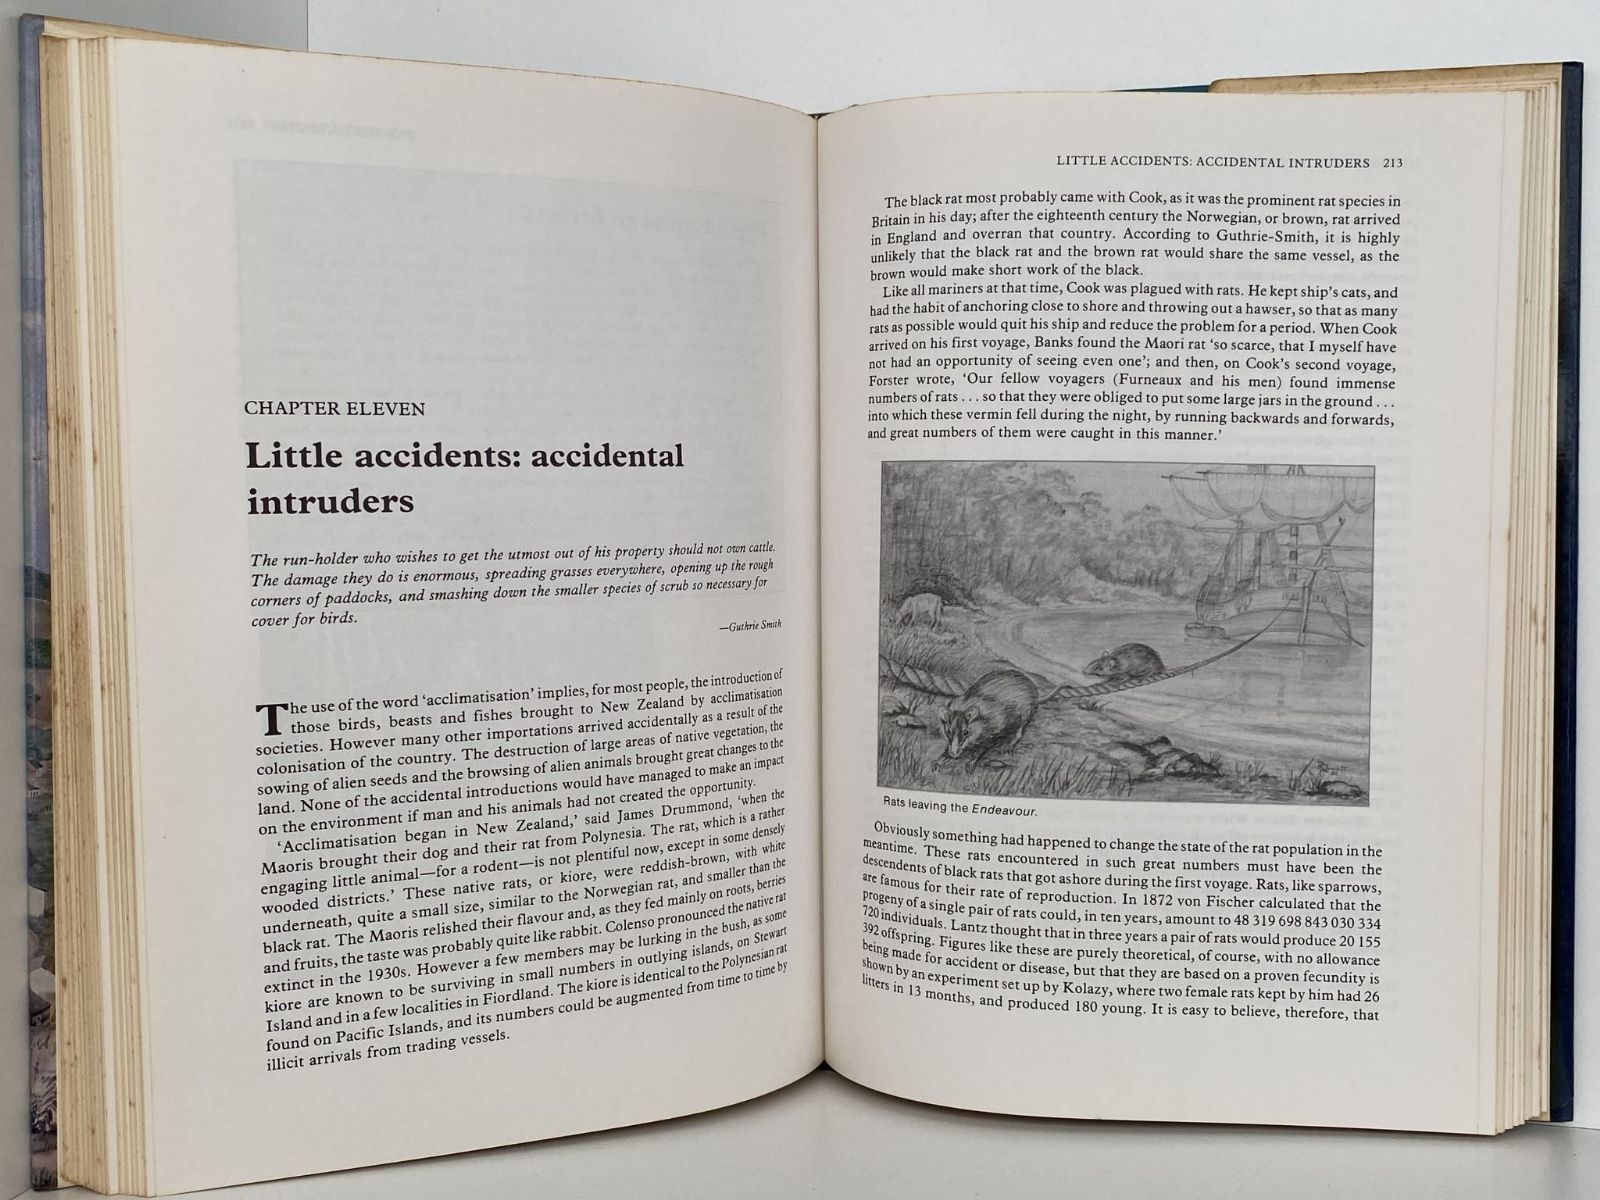 CHAPTER ELEVEN
Little accidents: accidental
intruders
The run-holder who wishes to get the utmost out of his property should not own cattle.
The damage they do is enormous, spreading grasses everywhere, opening up the rough
corners of paddocks, and smashing down the smaller species of scrub so necessary for
cover for birds.
—Guthrie Smith
The use of the word ‘acclimatisation’ implies, for most people, the introduction of
those birds, beasts and fishes brought to New Zealand by acclimatisation
societies. However many other importations arrived accidentally as a result of the
colonisation of the country. The destruction of large areas of native vegetation, the
sowing of alien seeds and the browsing of alien animals brought great changes to the
land. None of the accidental introductions would have managed to make an impact
on the environment if man and his animals had not created the opportunity.
‘Acclimatisation began in New Zealand,’ said James Drummond, ‘when the
Maoris brought their dog and their rat from Polynesia. The rat, which is a rather
engaging little animal—for a rodent—is not plentiful now, except in some densely
wooded districts.’ These native rats, or kiore, were reddish-brown, with white
underneath, quite a small size, similar to the Norwegian rat, and smaller than the
black rat. The Maoris relished their flavour and, as they fed mainly on roots, berries
and fruits, the taste was probably quite like rabbit. Colenso pronounced the native rat
extinct in the 1930s. However a few members may be lurking in the bush, as some
kiore are known to be surviving in small numbers in outlying islands, on Stewart
Island and in a few localities in Fiordland. The kiore is identical to the Polynesian rat
found on Pacific Islands, and its numbers could be augmented from time to time by
illicit arrivals from trading vessels.
LITTLE ACCIDENTS: ACCIDENTAL INTRUDERS 213
The black rat most probably came with Cook, as it was the prominent rat species in
Britain in his day; after the eighteenth century the Norwegian, or brown, rat arrived
in England and overran that country. According to Guthrie-Smith, it is highly
unlikely that the black rat and the brown rat would share the same vessel, as the
brown would make short work of the black.
Like all mariners at that time, Cook was plagued with rats. He kept ship’s cats, and
had the habit of anchoring close to shore and throwing out a hawser, so that as many
rats as possible would quit his ship and reduce the problem for a period. When Cook
arrived on his first voyage, Banks found the Maori rat ‘so scarce, that I myself have
not had an opportunity of seeing even one’; and then, on Cook’s second voyage,
Forster wrote, ‘Our fellow voyagers (Furneaux and his men) found immense
numbers of rats . . . so that they were obliged to put some large jars in the ground . . .
into which these vermin fell during the night, by running backwards and forwards,
and great numbers of them were caught in this manner.’
Rats leaving the Endeavour.
Obviously something had happened to change the state of the rat population in the
meantime. These rats encountered in such great numbers must have been the
descendents of black rats that got ashore during the first voyage. Rats, like sparrows,
are famous for their rate of reproduction. In 1872 von Fischer calculated that the
progeny of a single pair of rats could, in ten years, amount to 48 319 698 843 030 334
720 individuals. Lantz thought that in three years a pair of rats would produce 20 155
392 offspring. Figures like these are purely theoretical, of course, with no allowance
being made for accident or disease, but that they are based on a proven fecundity is
shown by an experiment set up by Kolazy, where two female rats kept by him had 26
litters in 13 months, and produced 180 young. It is easy to believe, therefore, that